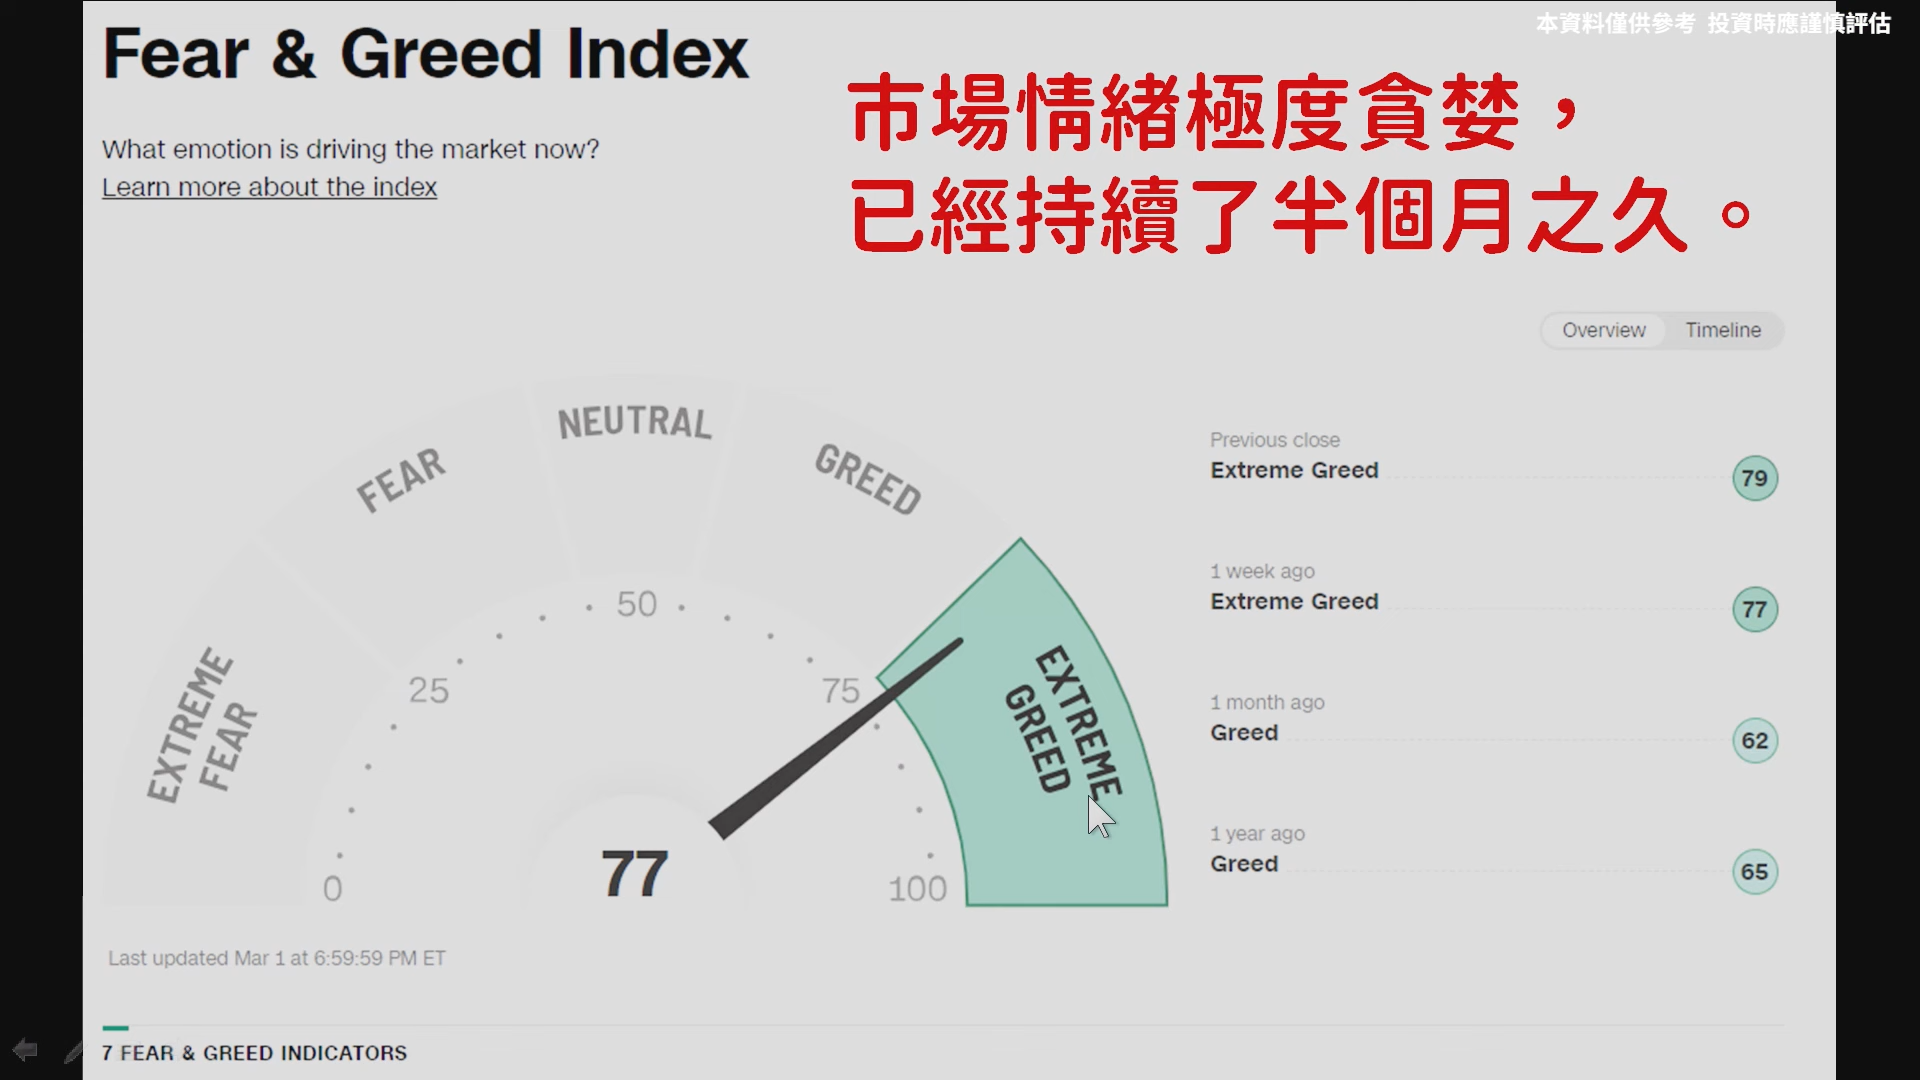 本資料僅供參考 投資時應謹慎評估
Fear & Greed Index
市場情緒極度貪婪，
已經持續了半個月之久。
What emotion is driving the market now?
Learn more about the index
Overview Timeline
EXTREME
FEAR
FEAR
NEUTRAL
GREED
EXTREME
GREED
0
25
50
75
100
77
Previous close
Extreme Greed 79
1 week ago
Extreme Greed 77
1 month ago
Greed 62
1 year ago
Greed 65
Last updated Mar 1 at 6:59:59 PM ET
7 FEAR & GREED INDICATORS